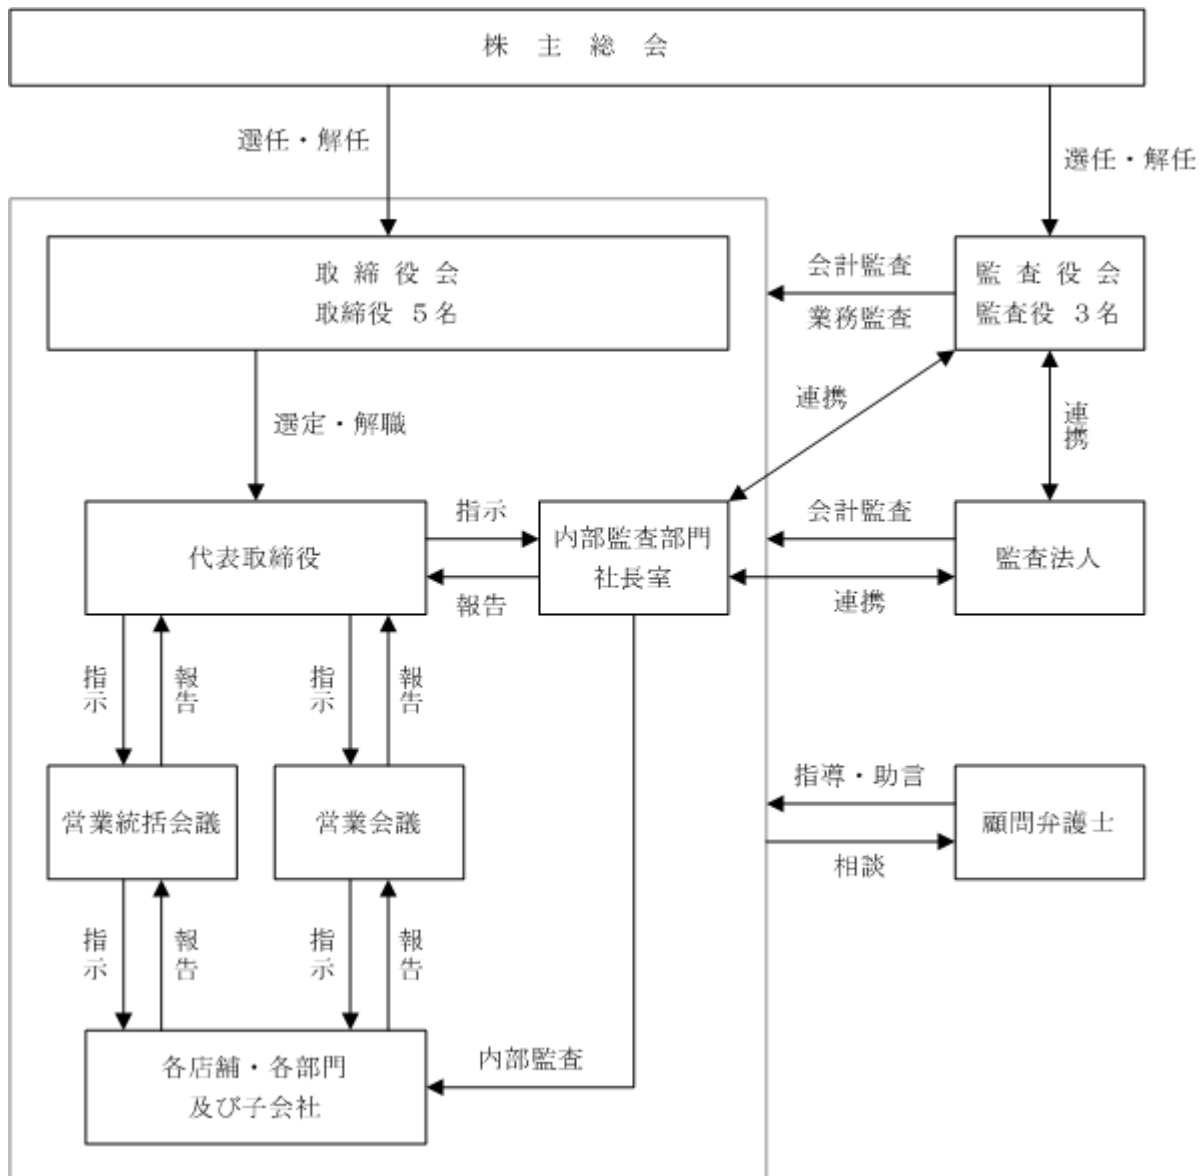 株 主 総 会
選任・解任
選任・解任
取 締 役 会
取締役 5名
会計監査
業務監査
監 査 役 会
監査役 3名
選定・解職
連携
連携
代表取締役
指示
報告
内部監査部門
社長室
会計監査
連携
監査法人
指示
報告
指示
報告
営業統括会議
営業会議
指導・助言
相談
顧問弁護士
指示
報告
指示
報告
各店舗・各部門
及び子会社
内部監査